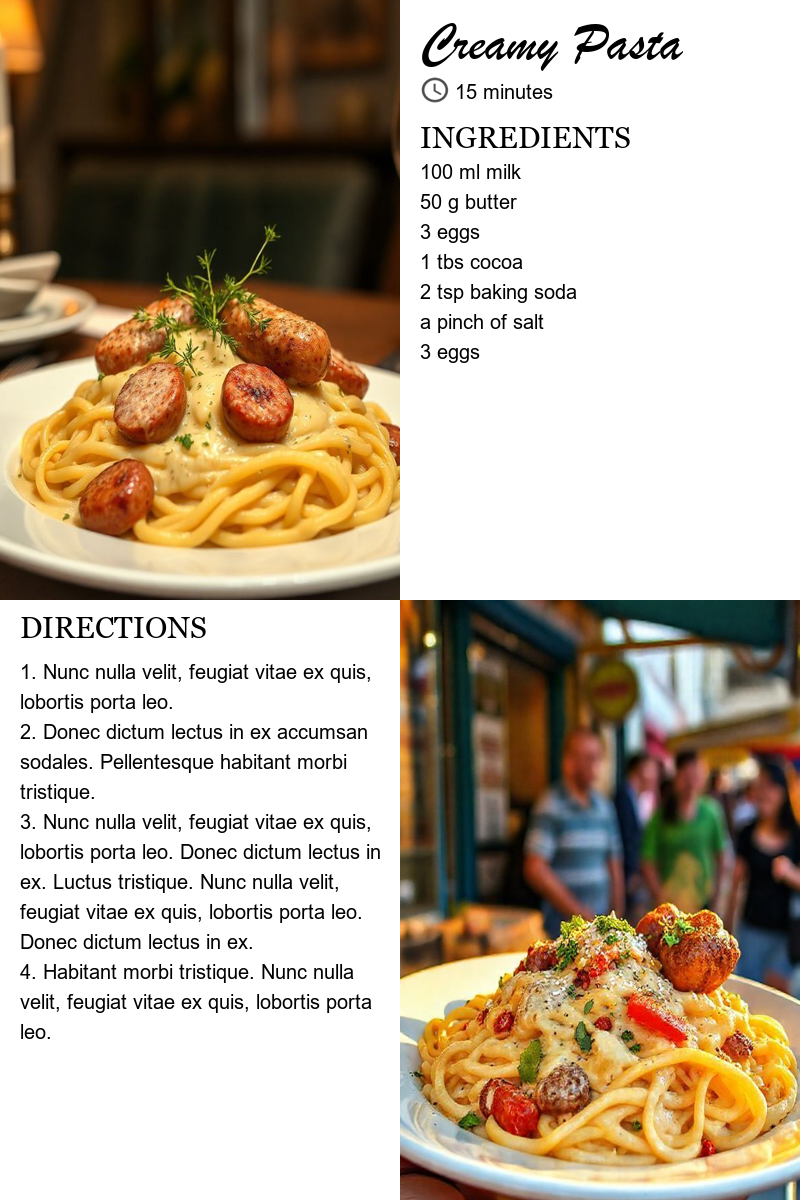 Creamy Pasta
15 minutes
INGREDIENTS
100 ml milk
50 g butter
3 eggs
1 tbs cocoa
2 tsp baking soda
a pinch of salt
3 eggs
DIRECTIONS
1. Nunc nulla velit, feugiat vitae ex quis,
lobortis porta leo.
2. Donec dictum lectus in ex accumsan
sodales. Pellentesque habitant morbi
tristique.
3. Nunc nulla velit, feugiat vitae ex quis,
lobortis porta leo. Donec dictum lectus in
ex. Luctus tristique. Nunc nulla velit,
feugiat vitae ex quis, lobortis porta leo.
Donec dictum lectus in ex.
4. Habitant morbi tristique. Nunc nulla
velit, feugiat vitae ex quis, lobortis porta
leo.